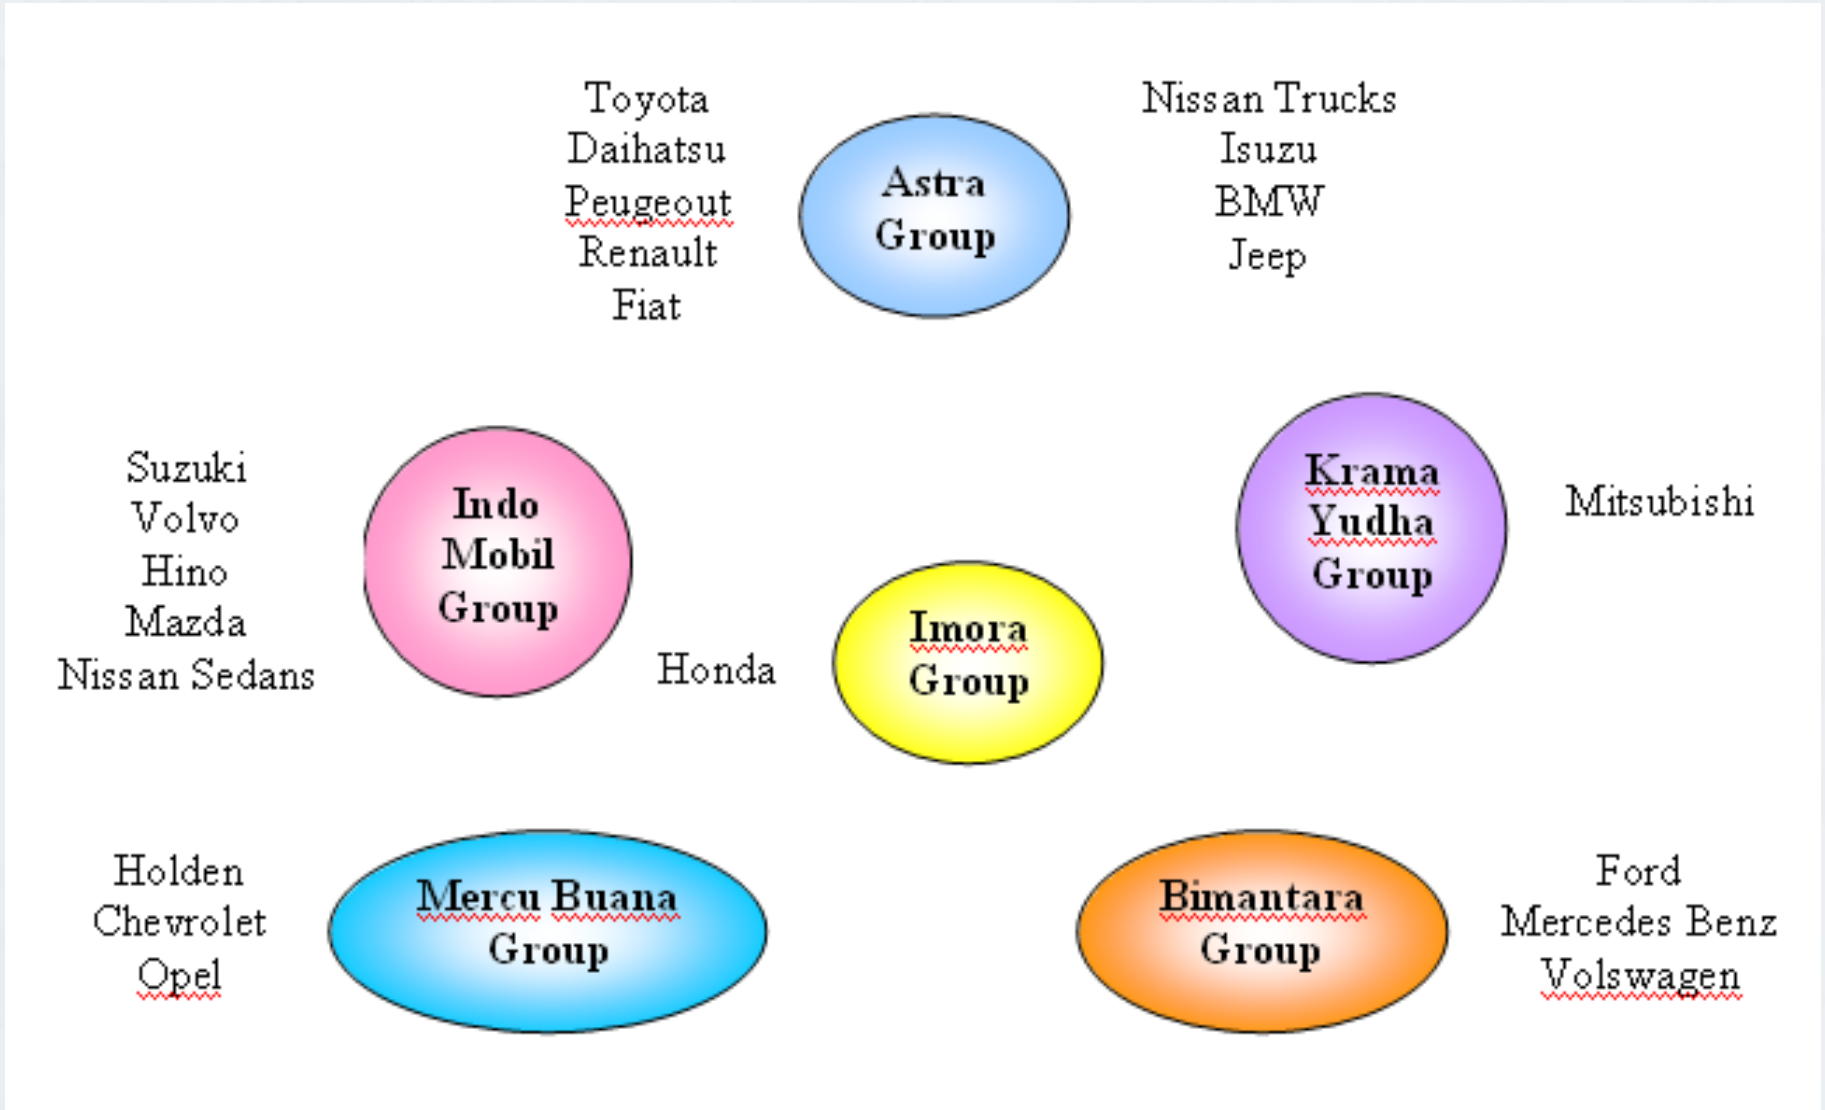 Toyota
Daihatsu
Peugeout
Renault
Fiat
Astra
Group
Nissan Trucks
Isuzu
BMW
Jeep
Suzuki
Volvo
Hino
Mazda
Nissan Sedans
Indo
Mobil
Group
Honda
Imora
Group
Krama
Yudha
Group
Mitsubishi
Holden
Chevrolet
Opel
Mercu Buana
Group
Bimantara
Group
Ford
Mercedes Benz
Volswagen